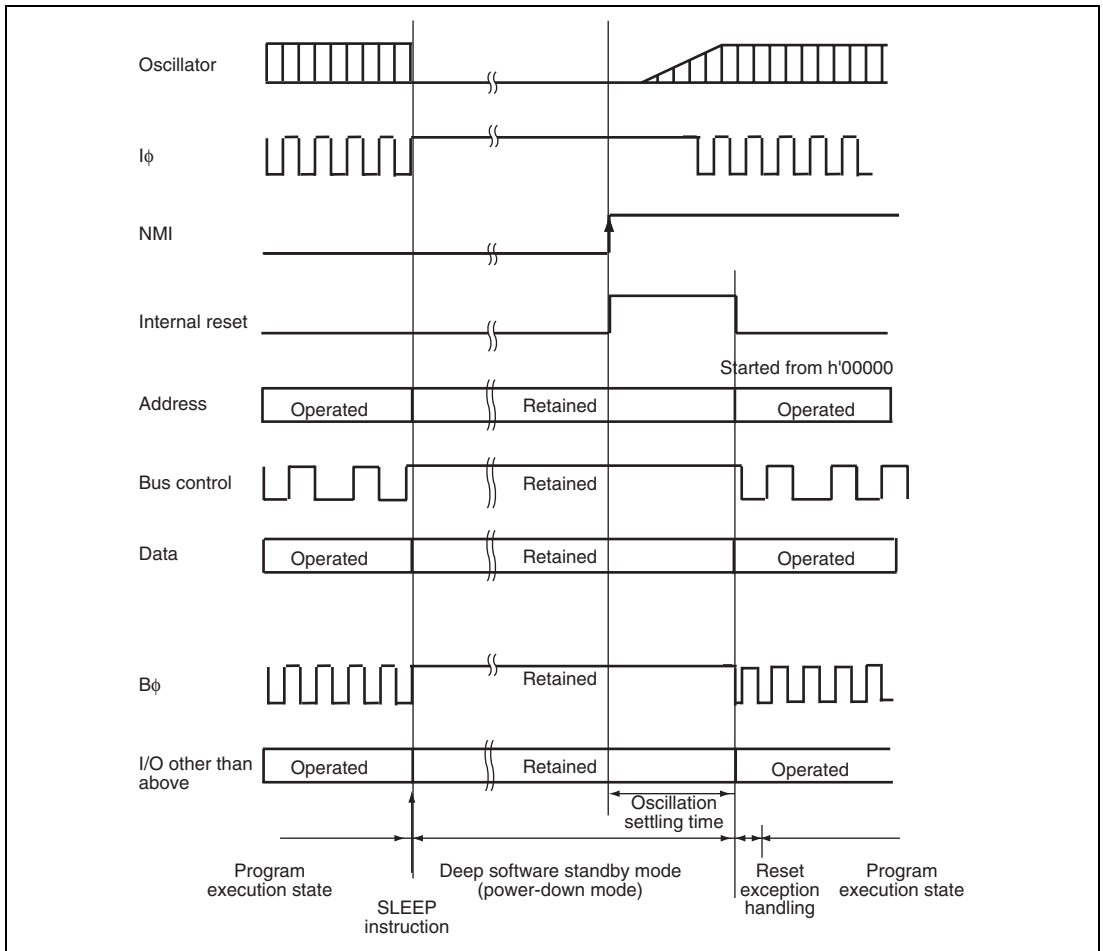 Oscillator
Iϕ
NMI
Internal reset
Started from h'00000
Address
Operated
Retained
Operated
Bus control
Retained
Data
Operated
Retained
Operated
Bϕ
Retained
I/O other than
above
Operated
Retained
Operated
Oscillation
settling time
Program
execution state
Deep software standby mode
(power-down mode)
Reset
exception
handling
Program
execution state
SLEEP
instruction